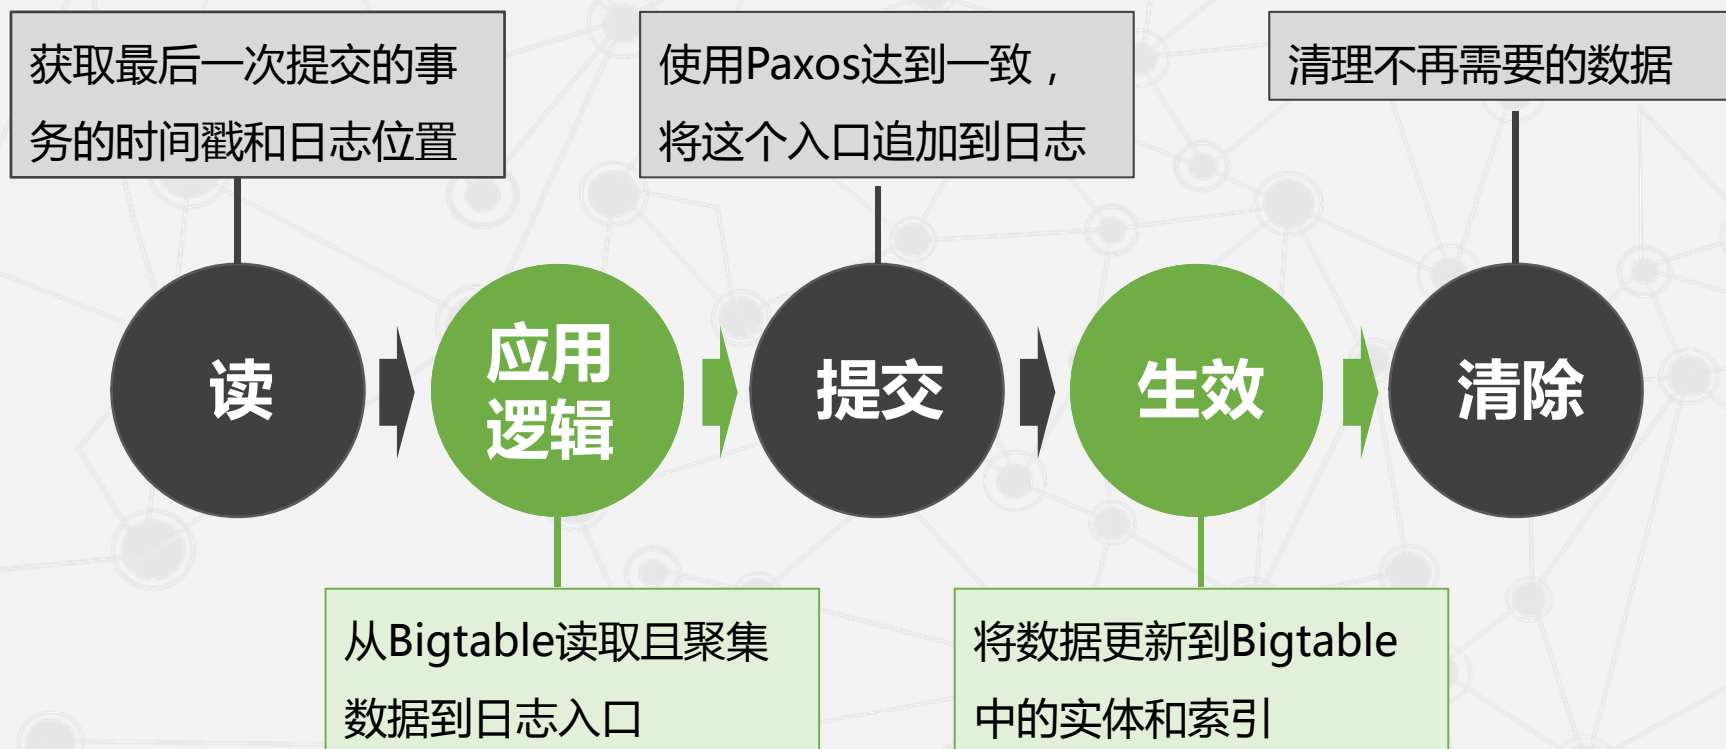 获取最后一次提交的事
务的时间戳和日志位置
使用Paxos达到一致，
将这个入口追加到日志
清理不再需要的数据
读
应用
逻辑
提交
生效
清除
从Bigtable读取且聚集
数据到日志入口
将数据更新到Bigtable
中的实体和索引